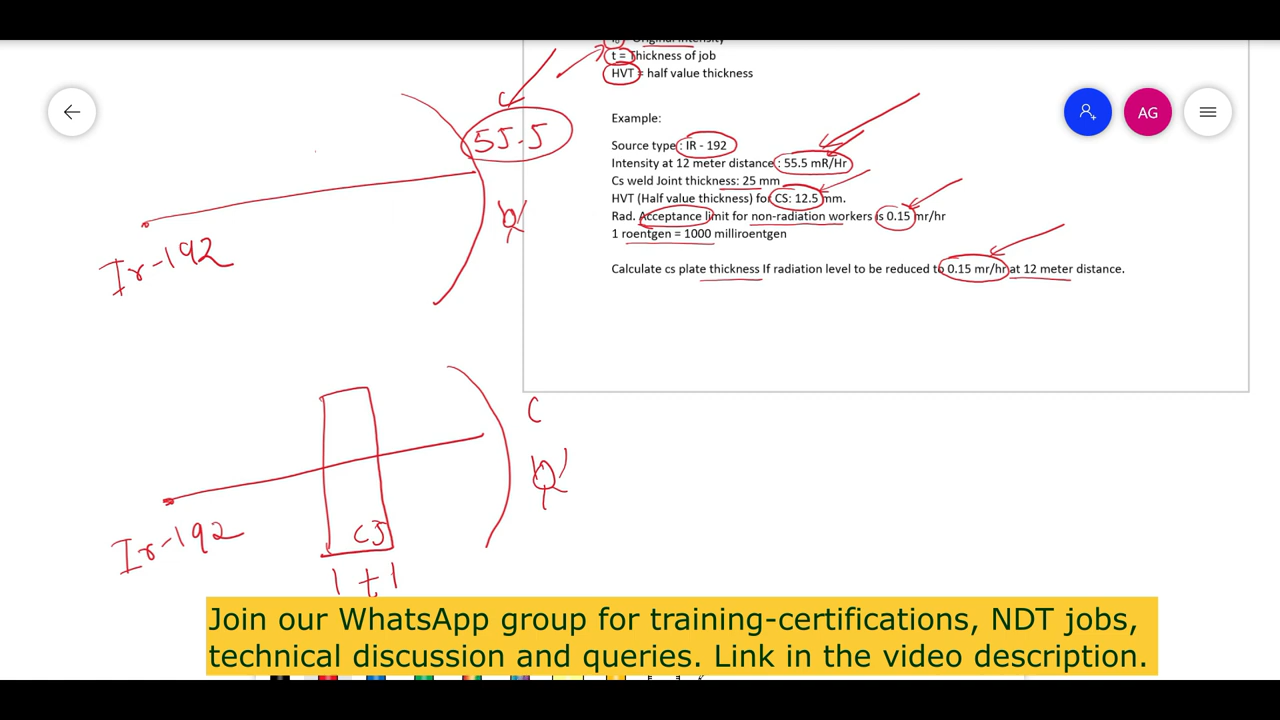 t = Thickness of job
HVT = half value thickness
Example:
Source type : IR - 192
Intensity at 12 meter distance : 55.5 mR/Hr
Cs weld Joint thickness: 25 mm
HVT (Half value thickness) for CS: 12.5 mm.
Rad. Acceptance limit for non-radiation workers is 0.15 mr/hr
1 roentgen = 1000 milliroentgen
Calculate cs plate thickness If radiation level to be reduced to 0.15 mr/hr at 12 meter distance.
AG
55.5
Ir-192
C
CS
Ir-192
t
Join our WhatsApp group for training-certifications, NDT jobs,
technical discussion and queries. Link in the video description.